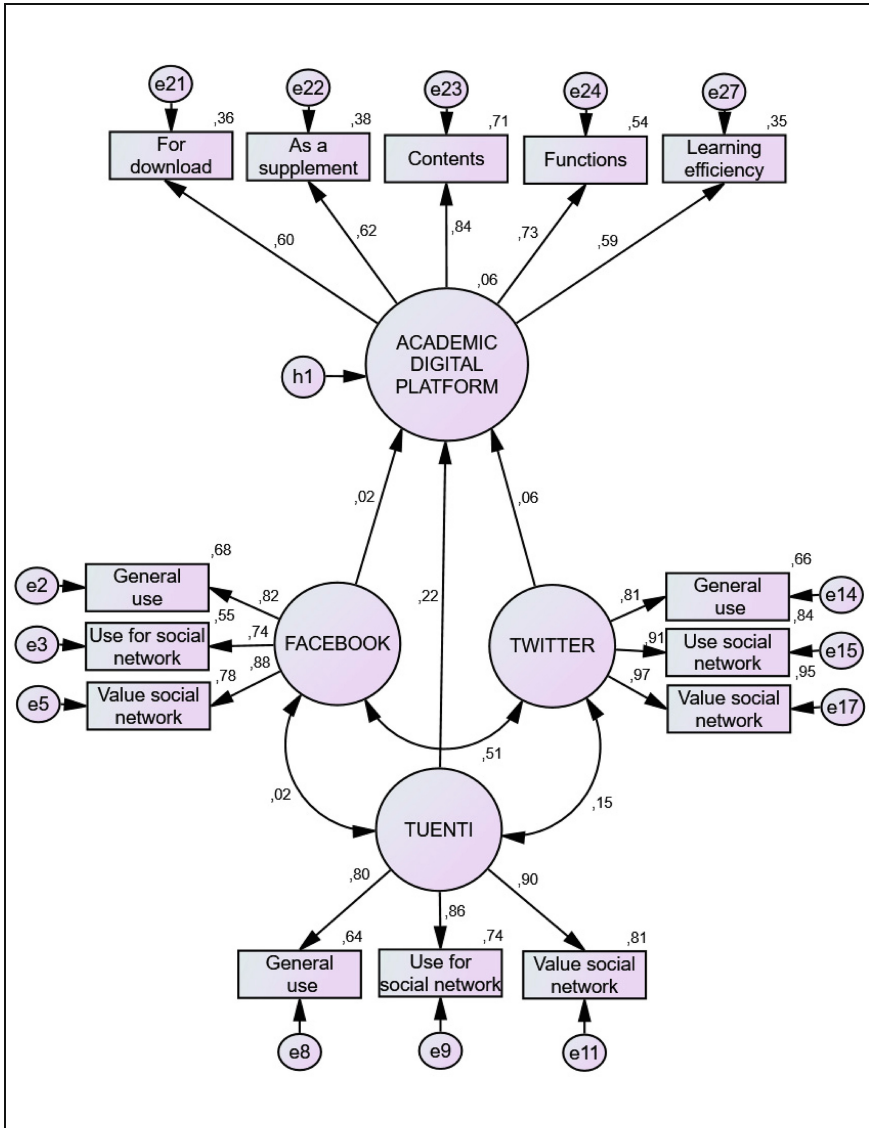 e21
e22
e23
e24
e27
,36
,38
,71
,54
,35
For
download
As a
supplement
Contents
Functions
Learning
efficiency
,60
,62
,84
,73
,59
,06
ACADEMIC
DIGITAL
PLATFORM
h1
,02
,06
,22
e2
General
use
,68
,82
e3
Use for social
network
,55
,74
e5
Value social
network
,78
,88
FACEBOOK
TWITTER
,81
General
use
,66
e14
,91
Use social
network
,84
e15
,97
Value social
network
,95
e17
,51
,02
,15
TUENTI
,80
,86
,90
,64
,74
,81
General
use
Use for
social network
Value social
network
e8
e9
e11